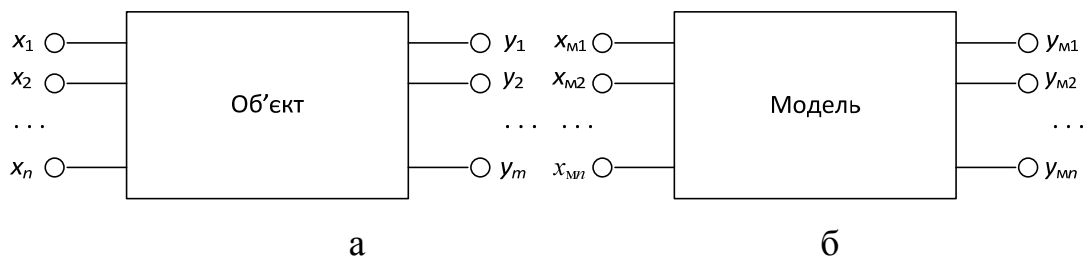 x1 y1 xм1 yм1
x2 y2 xм2 yм2
Об’єкт Модель
... ... ... ...
xn ym xмn yмn
а б